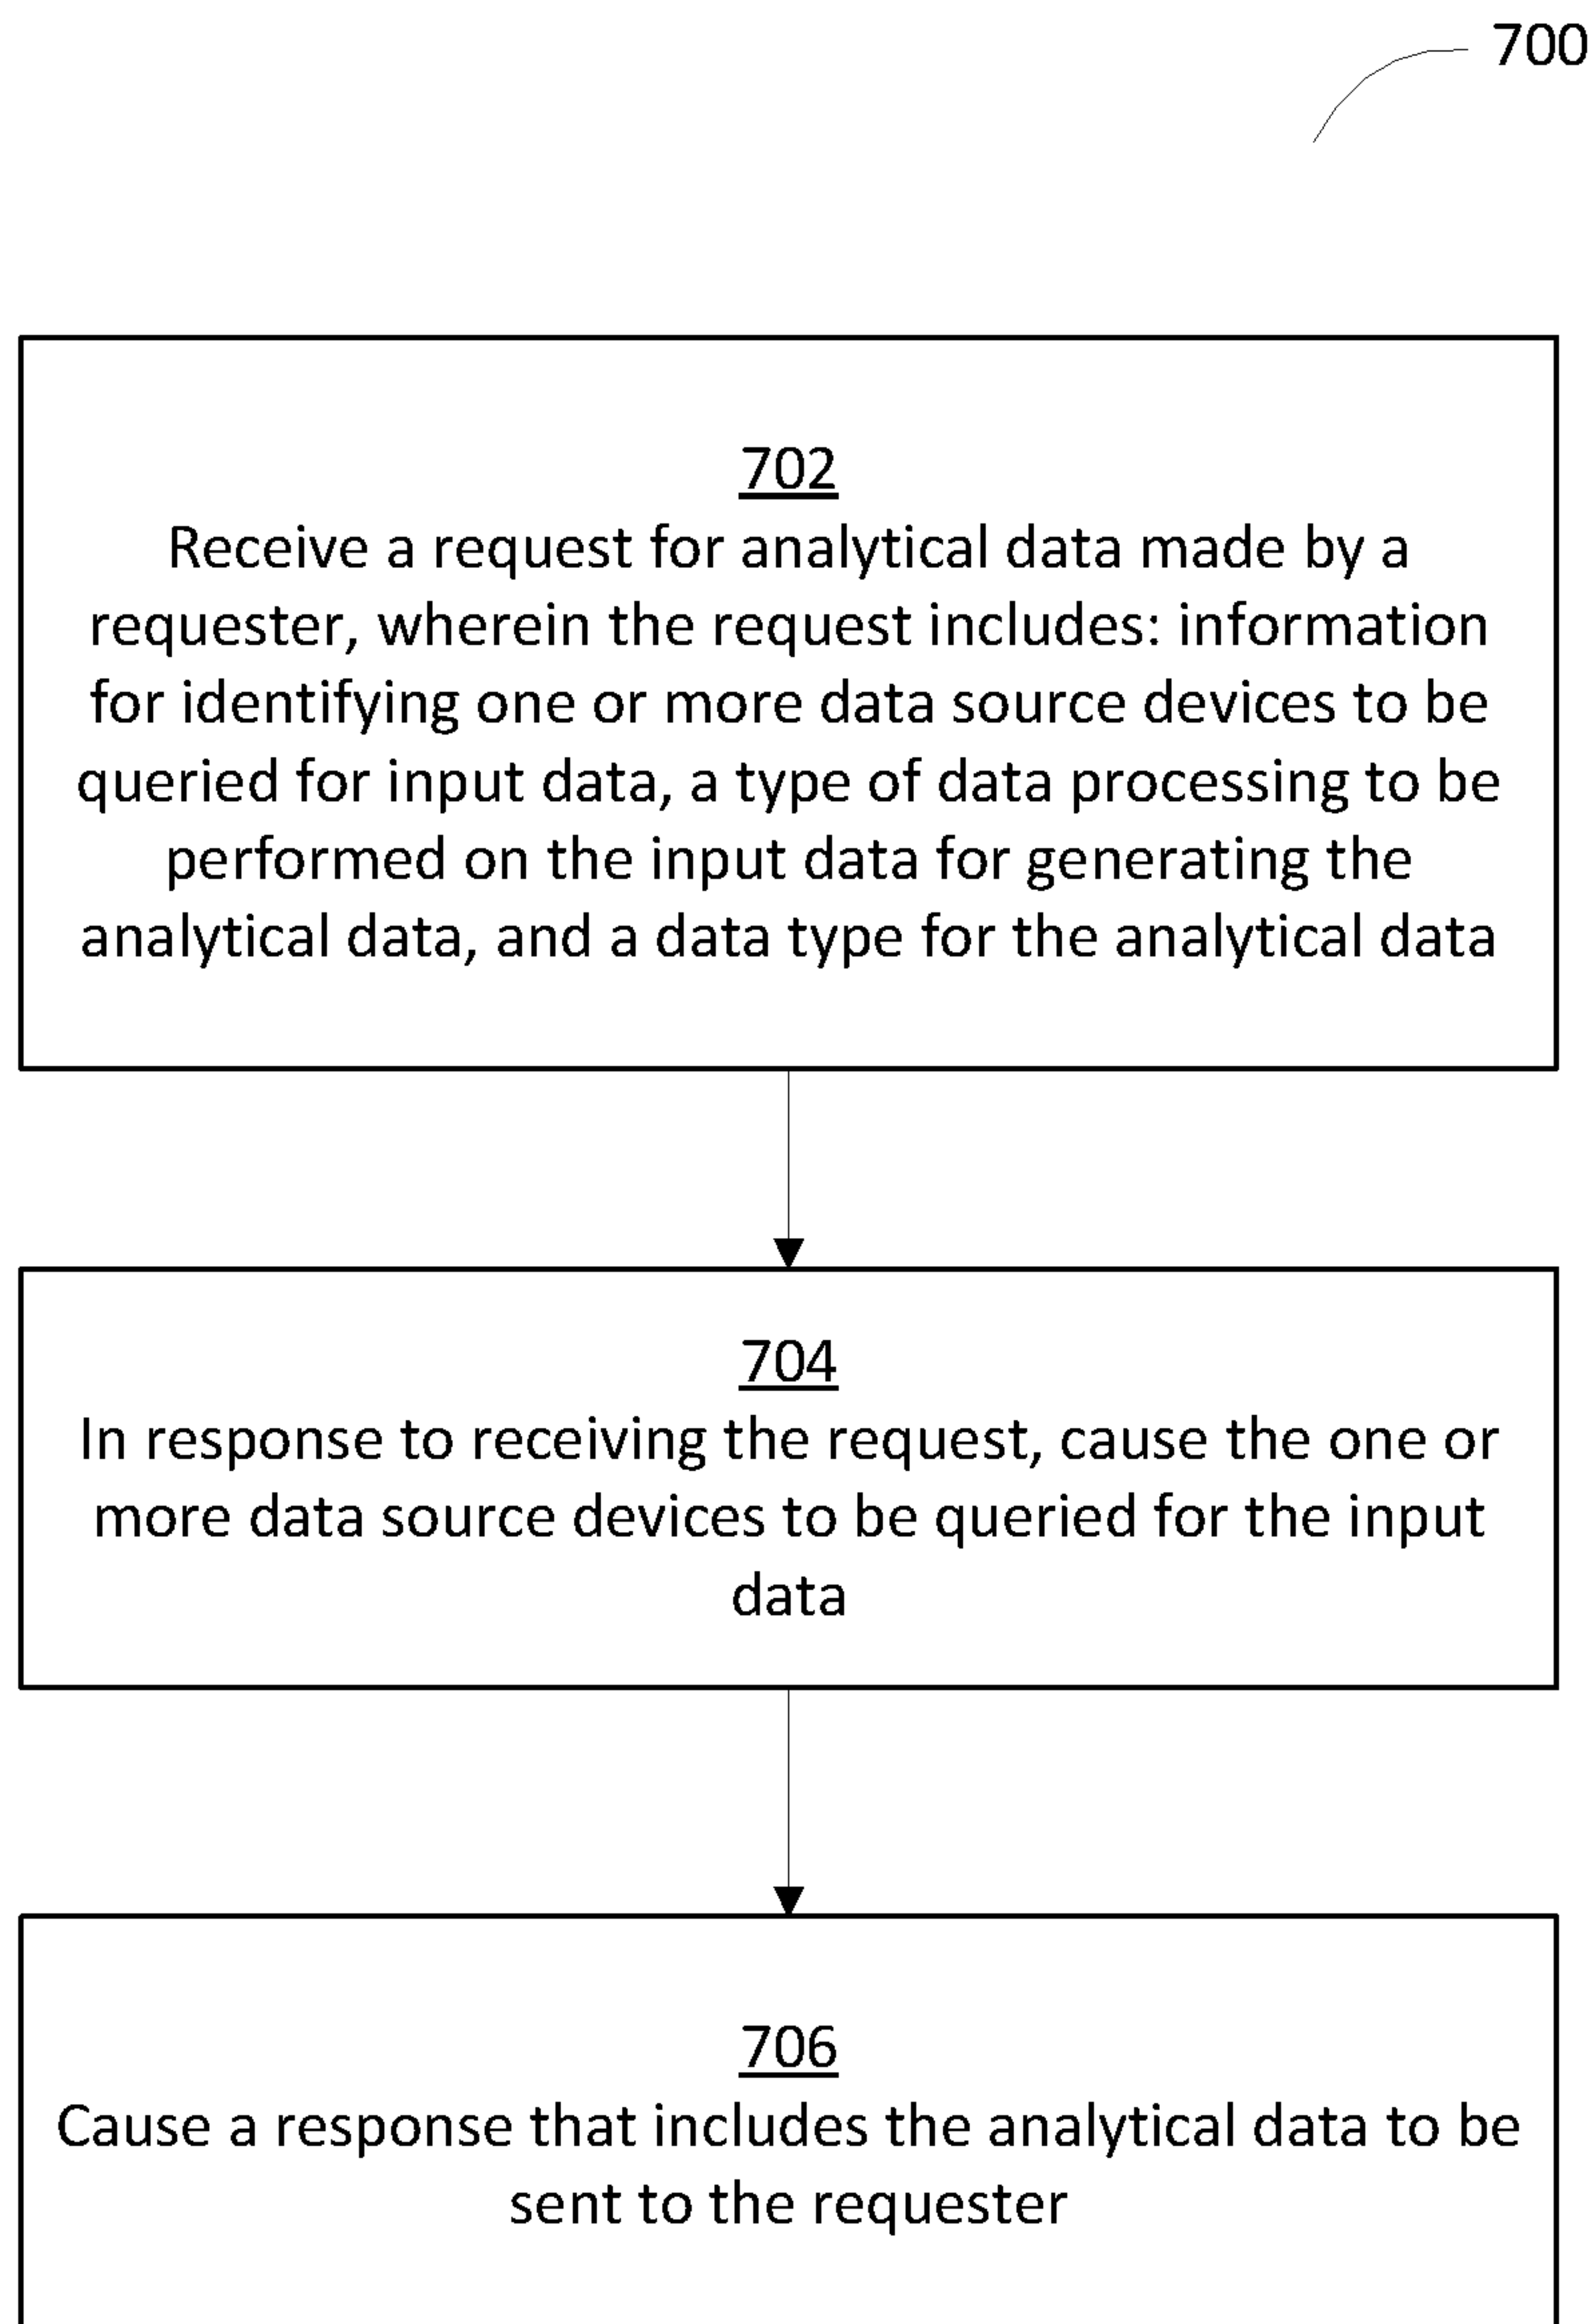 700
702
Receive a request for analytical data made by a
requester, wherein the request includes: information
for identifying one or more data source devices to be
queried for input data, a type of data processing to be
performed on the input data for generating the
analytical data, and a data type for the analytical data
704
In response to receiving the request, cause the one or
more data source devices to be queried for the input
data
706
Cause a response that includes the analytical data to be
sent to the requester